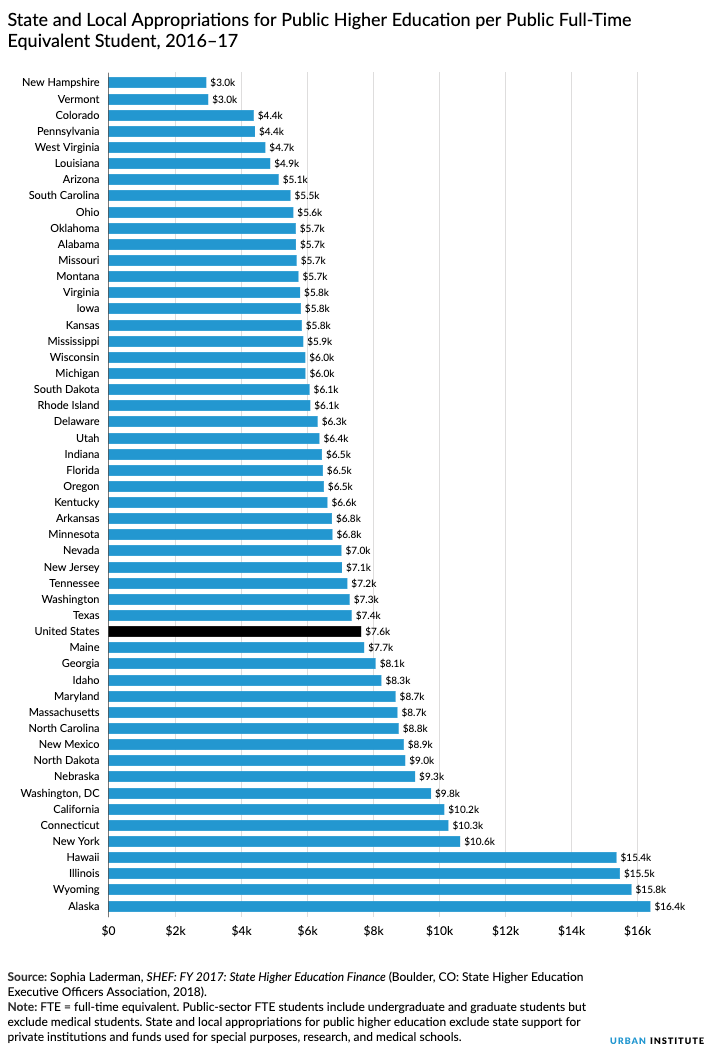 State and Local Appropriations for Public Higher Education per Public Full-Time
Equivalent Student, 2016–17
New Hampshire $3.0k
Vermont $3.0k
Colorado $4.4k
Pennsylvania $4.4k
West Virginia $4.7k
Louisiana $4.9k
Arizona $5.1k
South Carolina $5.5k
Ohio $5.6k
Oklahoma $5.7k
Alabama $5.7k
Missouri $5.7k
Montana $5.7k
Virginia $5.8k
Iowa $5.8k
Kansas $5.8k
Mississippi $5.9k
Wisconsin $6.0k
Michigan $6.0k
South Dakota $6.1k
Rhode Island $6.1k
Delaware $6.3k
Utah $6.4k
Indiana $6.5k
Florida $6.5k
Oregon $6.5k
Kentucky $6.6k
Arkansas $6.8k
Minnesota $6.8k
Nevada $7.0k
New Jersey $7.1k
Tennessee $7.2k
Washington $7.3k
Texas $7.4k
United States $7.6k
Maine $7.7k
Georgia $8.1k
Idaho $8.3k
Maryland $8.7k
Massachusetts $8.7k
North Carolina $8.8k
New Mexico $8.9k
North Dakota $9.0k
Nebraska $9.3k
Washington, DC $9.8k
California $10.2k
Connecticut $10.3k
New York $10.6k
Hawaii $15.4k
Illinois $15.5k
Wyoming $15.8k
Alaska $16.4k
$0 $2k $4k $6k $8k $10k $12k $14k $16k
Source: Sophia Laderman, SHEF: FY 2017: State Higher Education Finance (Boulder, CO: State Higher Education
Executive Officers Association, 2018).
Note: FTE = full-time equivalent. Public-sector FTE students include undergraduate and graduate students but
exclude medical students. State and local appropriations for public higher education exclude state support for
private institutions and funds used for special purposes, research, and medical schools.
URBAN INSTITUTE